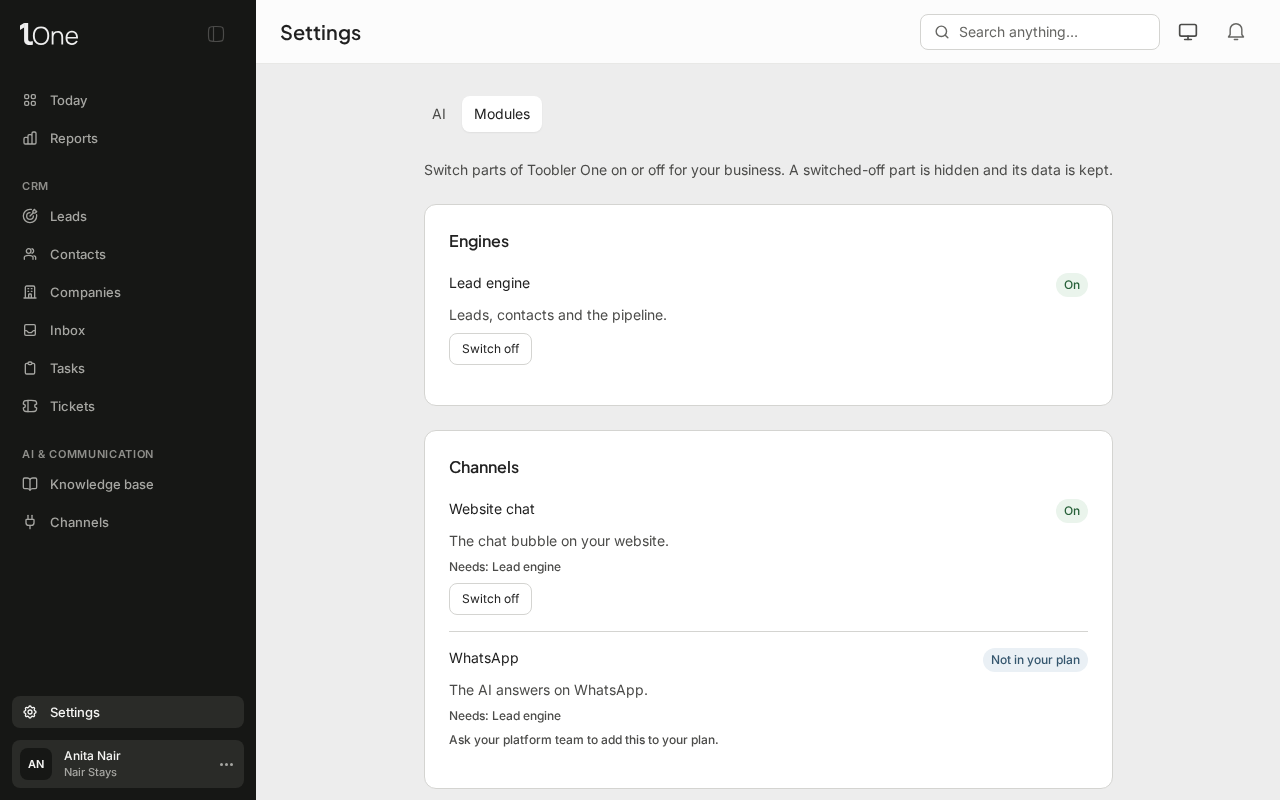 1One
Settings
Search anything...
Today
Reports
CRM
Leads
Contacts
Companies
Inbox
Tasks
Tickets
AI & COMMUNICATION
Knowledge base
Channels
Settings
AN
Anita Nair
Nair Stays
AI
Modules
Switch parts of Toobler One on or off for your business. A switched-off part is hidden and its data is kept.
Engines
Lead engine
On
Leads, contacts and the pipeline.
Switch off
Channels
Website chat
On
The chat bubble on your website.
Needs: Lead engine
Switch off
WhatsApp
Not in your plan
The AI answers on WhatsApp.
Needs: Lead engine
Ask your platform team to add this to your plan.